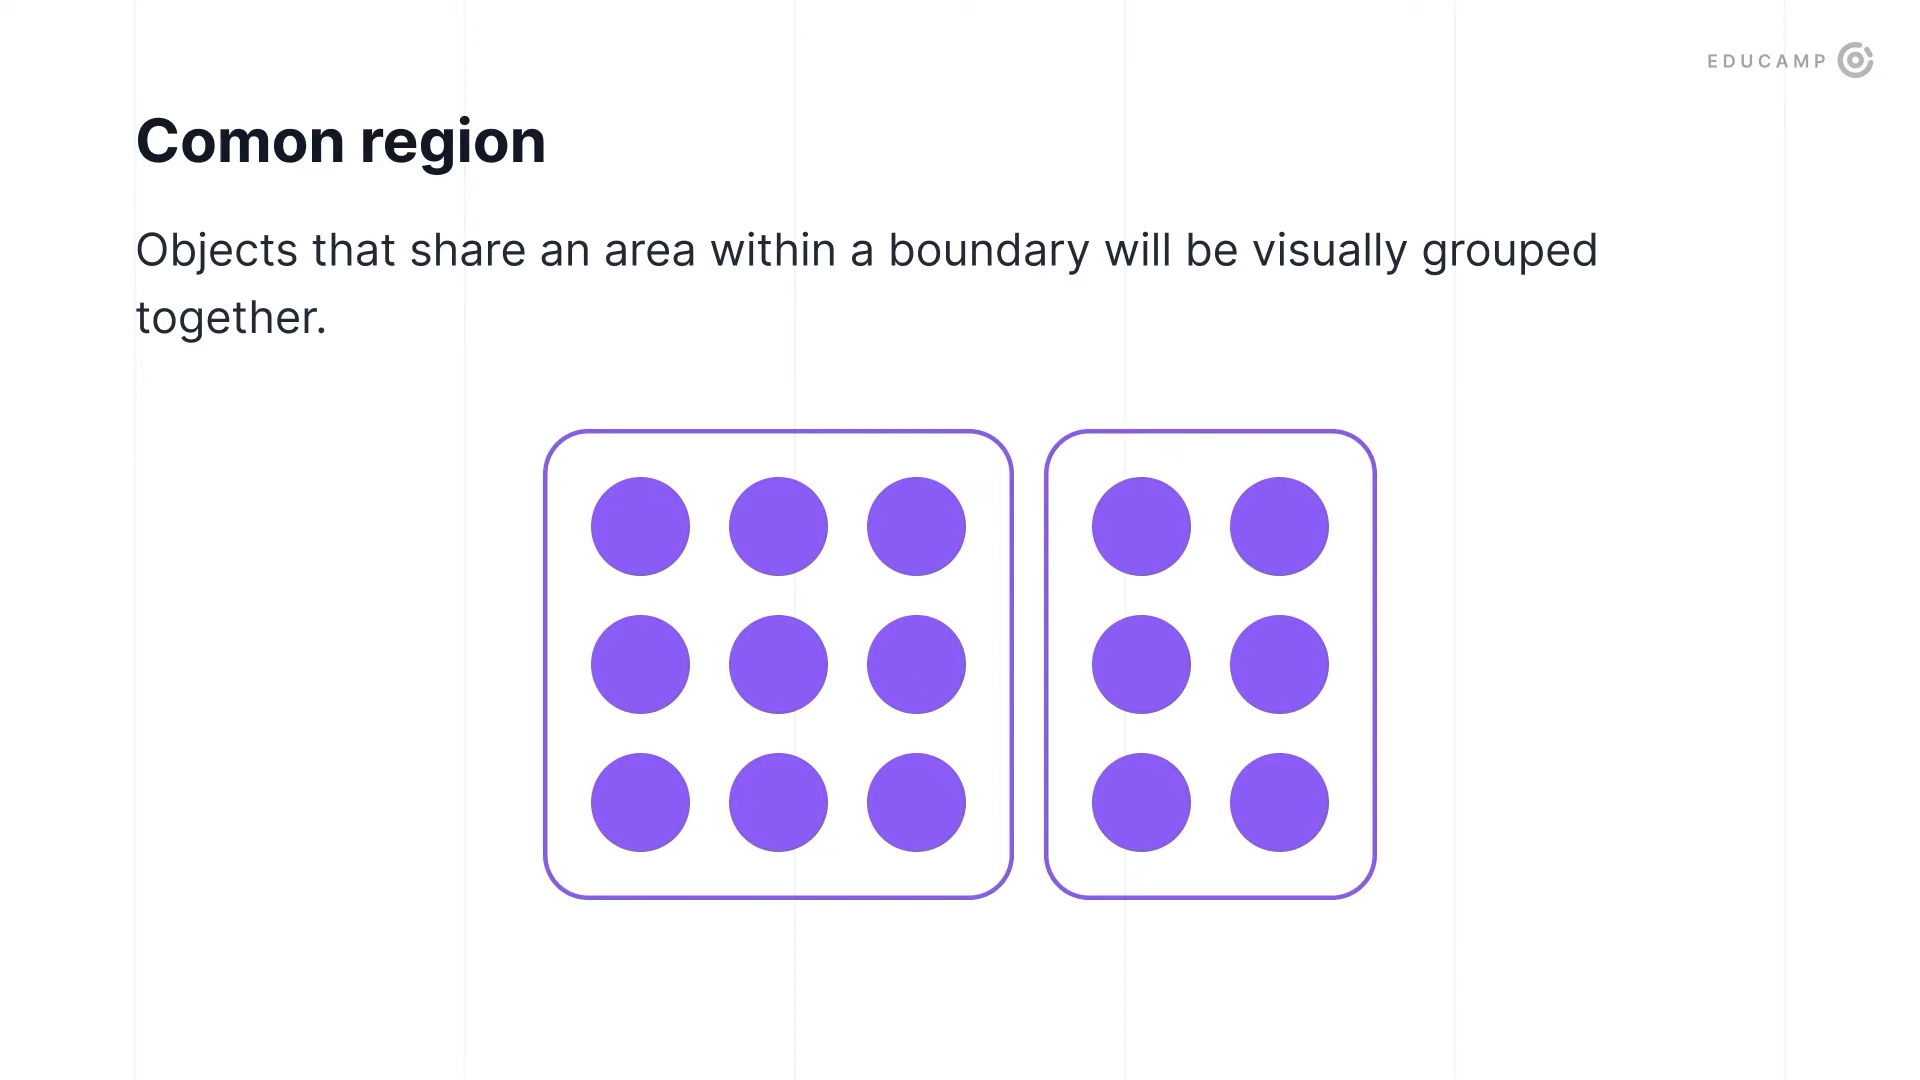 EDUCAMP
Comon region
Objects that share an area within a boundary will be visually grouped
together.